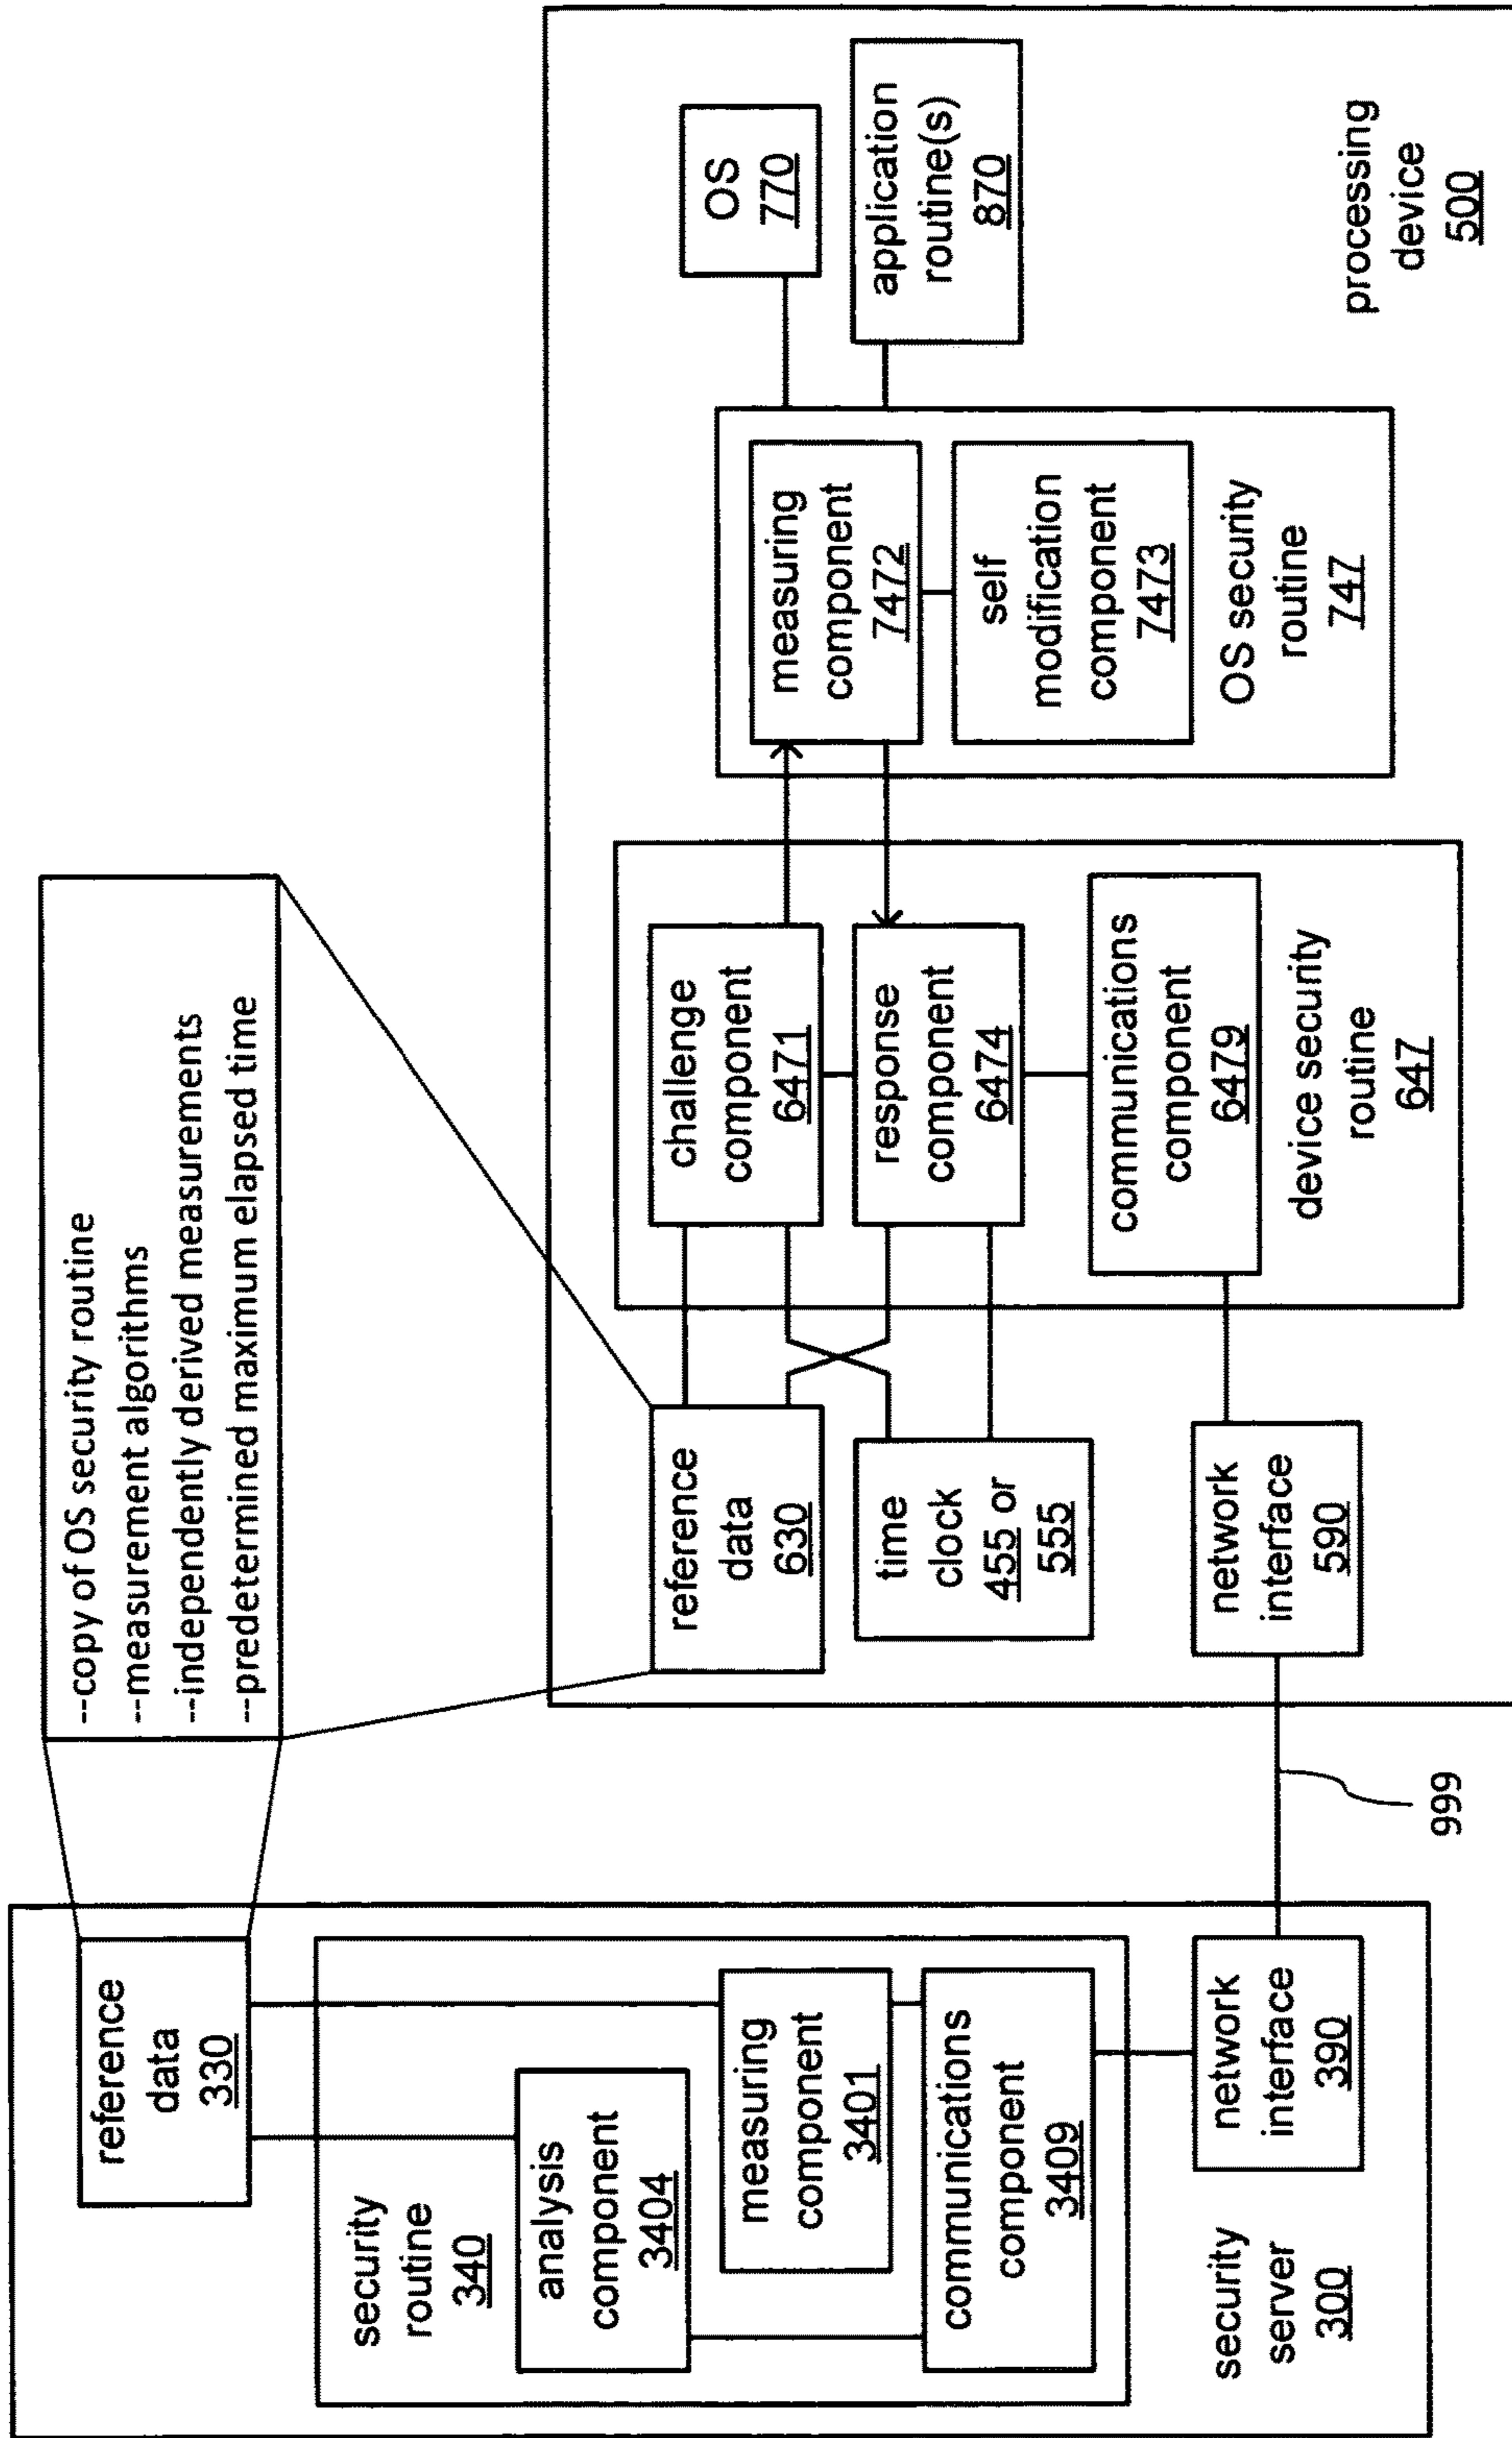 --copy of OS security routine
--measurement algorithms
--independently derived measurements
--predetermined maximum elapsed time
reference
data
330
security
routine
340
analysis
component
3404
measuring
component
3401
communications
component
3409
security
server
300
network
interface
390
999
reference
data
630
time
clock
455 or
555
network
interface
590
challenge
component
6471
response
component
6474
communications
component
6479
device security
routine
647
measuring
component
7472
self
modification
component
7473
OS security
routine
747
OS
770
application
routine(s)
870
processing
device
500